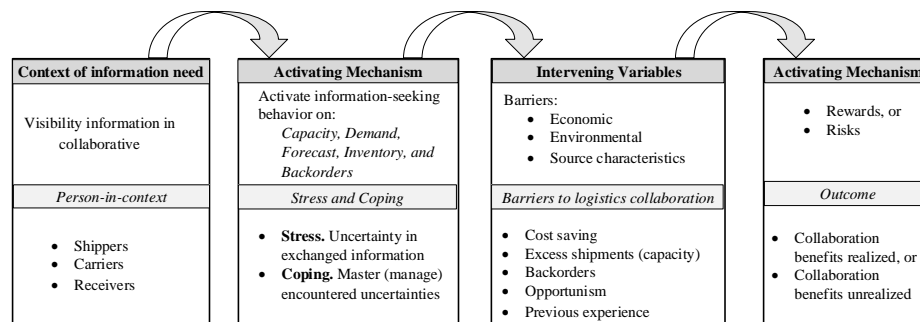 Context of information need
Visibility information in
collaborative
Person-in-context
• Shippers
• Carriers
• Receivers
Activating Mechanism
Activate information-seeking
behavior on:
Capacity, Demand,
Forecast, Inventory, and
Backorders
Stress and Coping
• Stress. Uncertainty in
exchanged information
• Coping. Master (manage)
encountered uncertainties
Intervening Variables
Barriers:
• Economic
• Environmental
• Source characteristics
Barriers to logistics collaboration
• Cost saving
• Excess shipments (capacity)
• Backorders
• Opportunism
• Previous experience
Activating Mechanism
• Rewards, or
• Risks
Outcome
• Collaboration
benefits realized, or
• Collaboration
benefits unrealized